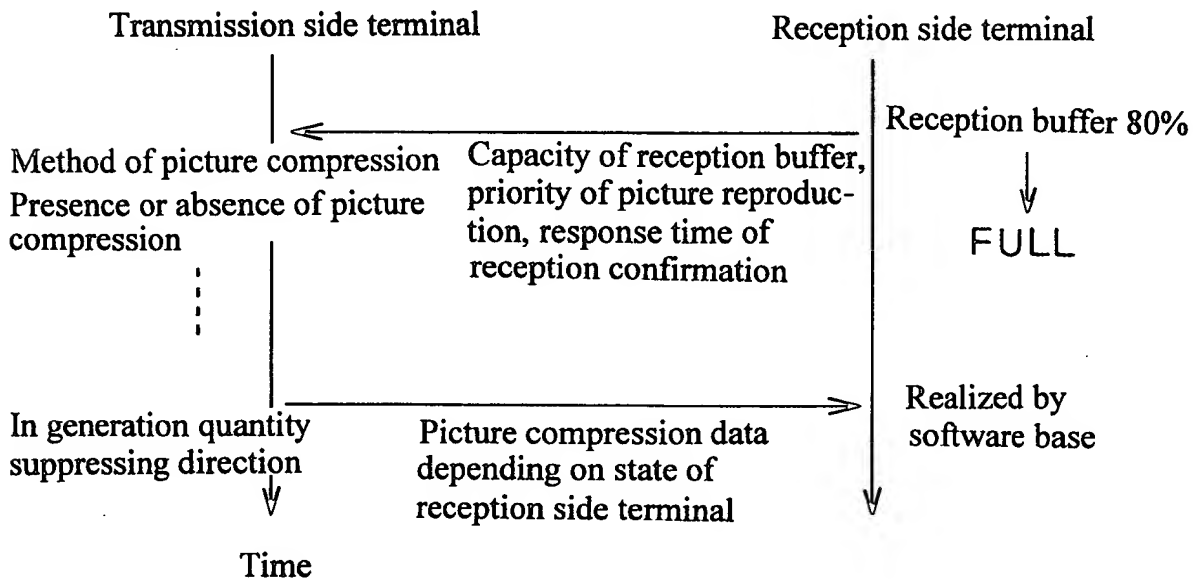 Transmission side terminal
Reception side terminal
Reception buffer 80%
FULL
Method of picture compression
Presence or absence of picture
compression
Capacity of reception buffer,
priority of picture reproduc-
tion, response time of
reception confirmation
In generation quantity
suppressing direction
Picture compression data
depending on state of
reception side terminal
Realized by
software base
Time